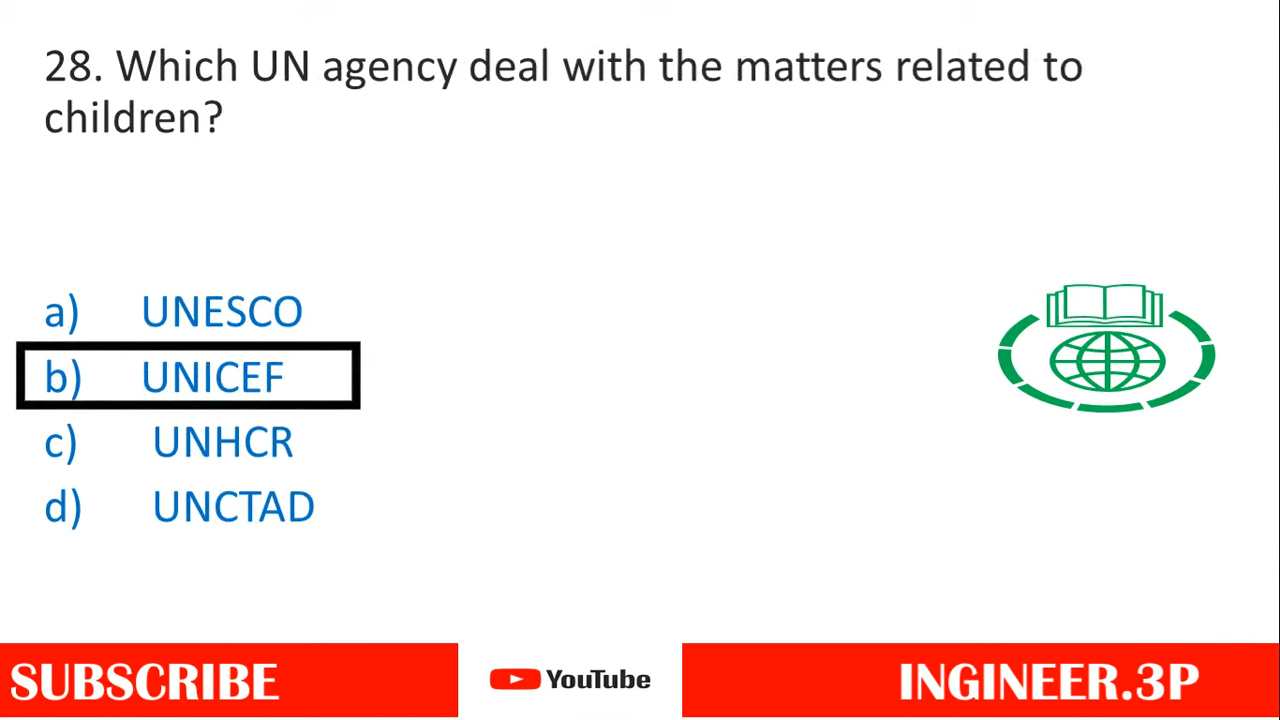 28. Which UN agency deal with the matters related to
children?
a) UNESCO
b) UNICEF
c) UNHCR
d) UNCTAD
SUBSCRIBE
YouTube
INGINEER.3P